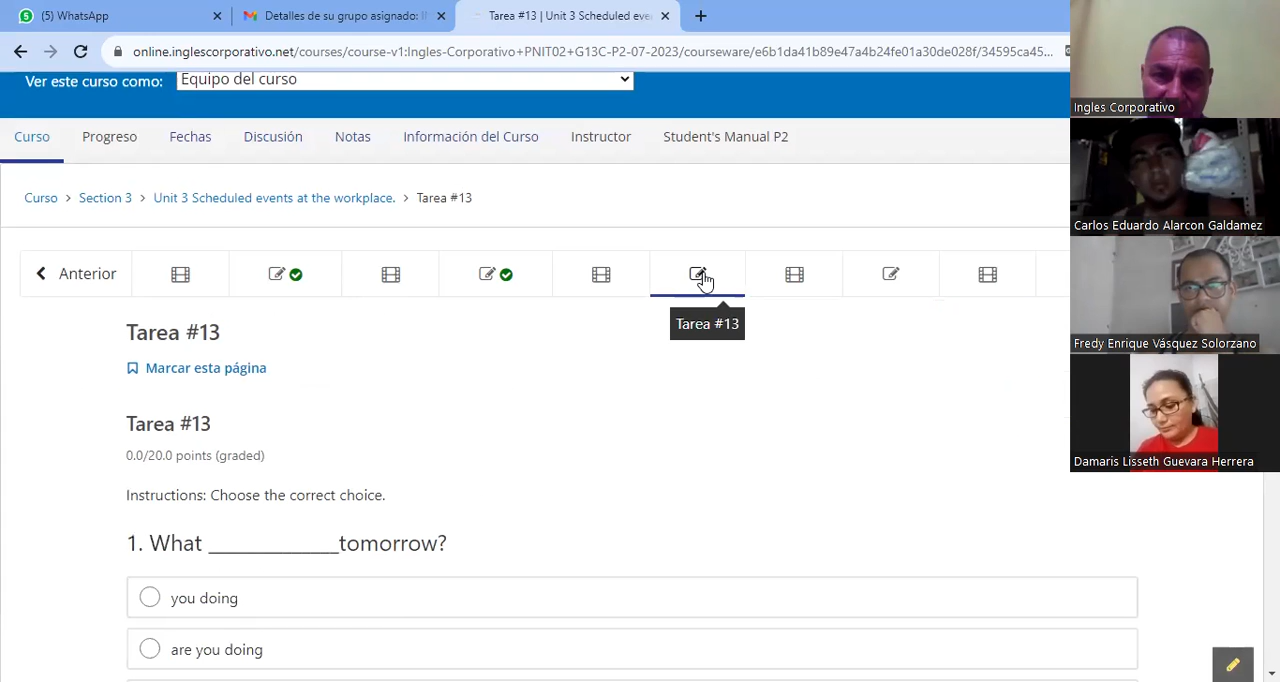 (5) WhatsApp
Detalles de su grupo asignado: I
Tarea #13 | Unit 3 Scheduled eve
online.inglescorporativo.net/courses/course-v1:Ingles-Corporativo+PNIT02+G13C-P2-07-2023/courseware/e6b1da41b89e47a4b24fe01a30de028f/34595ca45...
Ver este curso como:
Equipo del curso
Curso
Progreso
Fechas
Discusión
Notas
Información del Curso
Instructor
Student's Manual P2
Curso > Section 3 > Unit 3 Scheduled events at the workplace. > Tarea #13
Anterior
Tarea #13
Tarea #13
Marcar esta página
Tarea #13
0.0/20.0 points (graded)
Instructions: Choose the correct choice.
1. What _____________tomorrow?
you doing
are you doing
Ingles Corporativo
Carlos Eduardo Alarcon Galdamez
Fredy Enrique Vásquez Solorzano
Damaris Lisseth Guevara Herrera